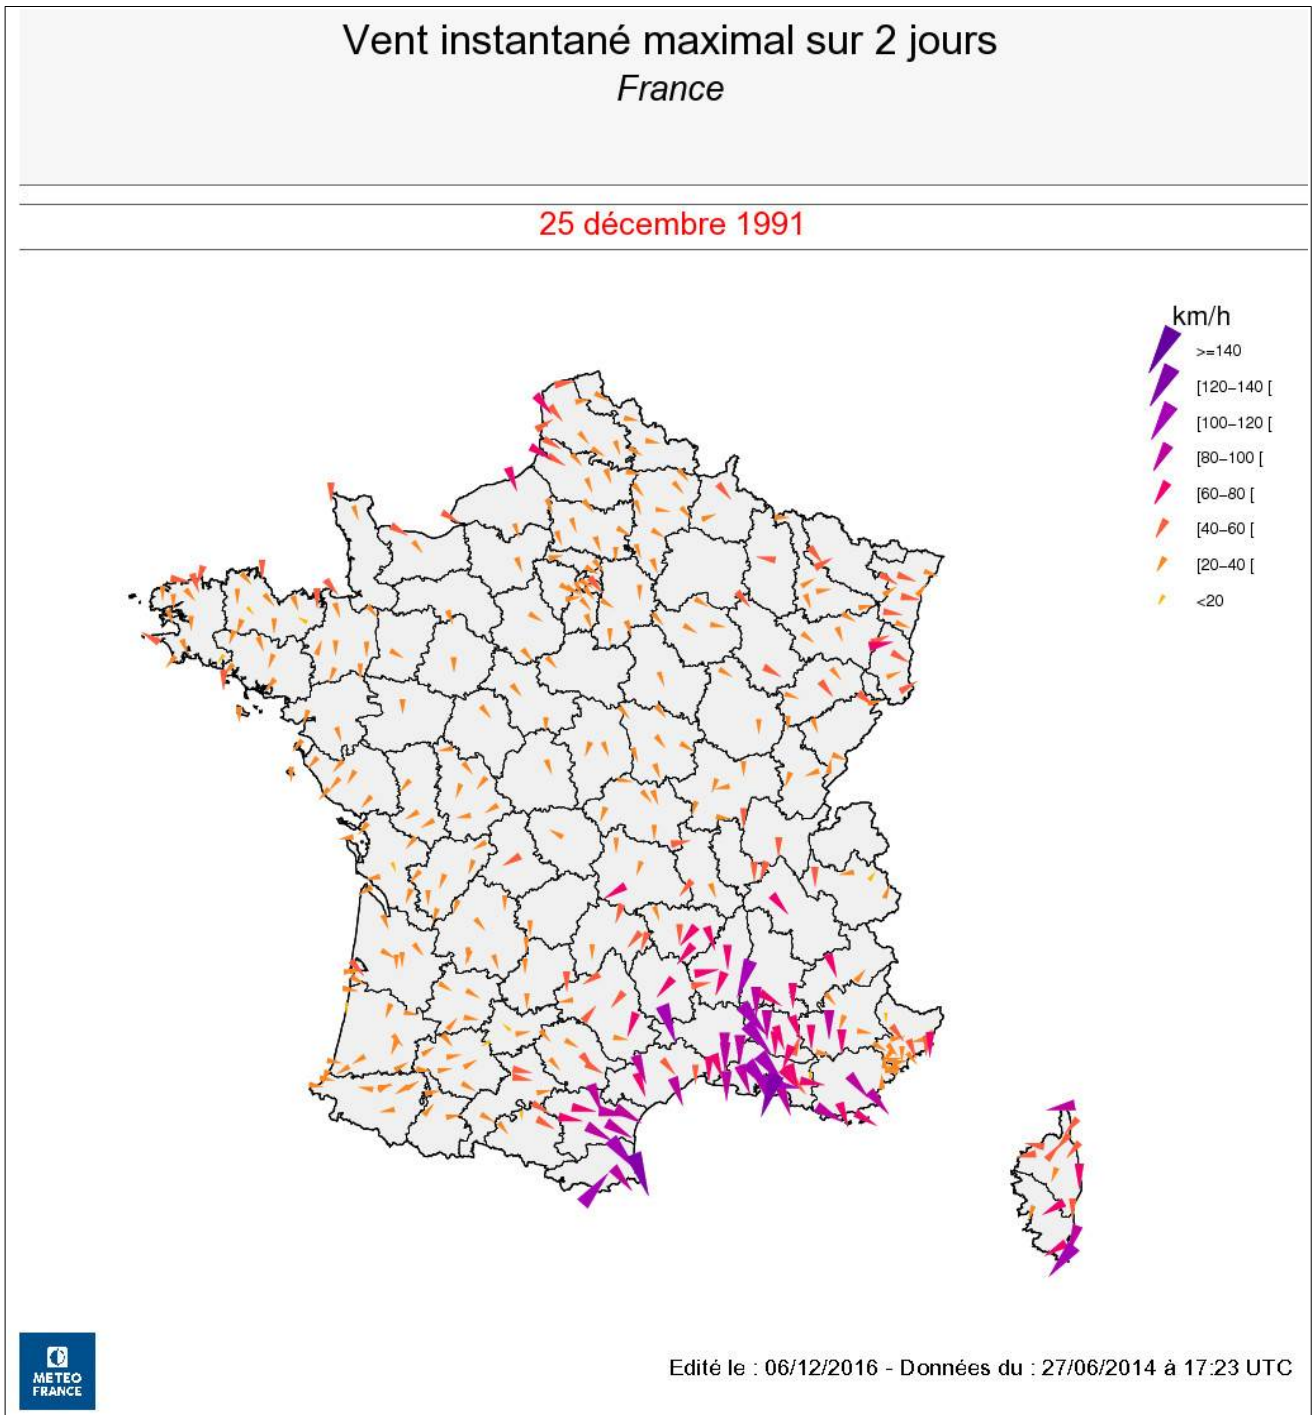 Vent instantané maximal sur 2 jours
France
25 décembre 1991
km/h
>=140
[120-140 [
[100-120 [
[80-100 [
[60-80 [
[40-60 [
[20-40 [
<20
METEO
FRANCE
Edité le : 06/12/2016 - Données du : 27/06/2014 à 17:23 UTC